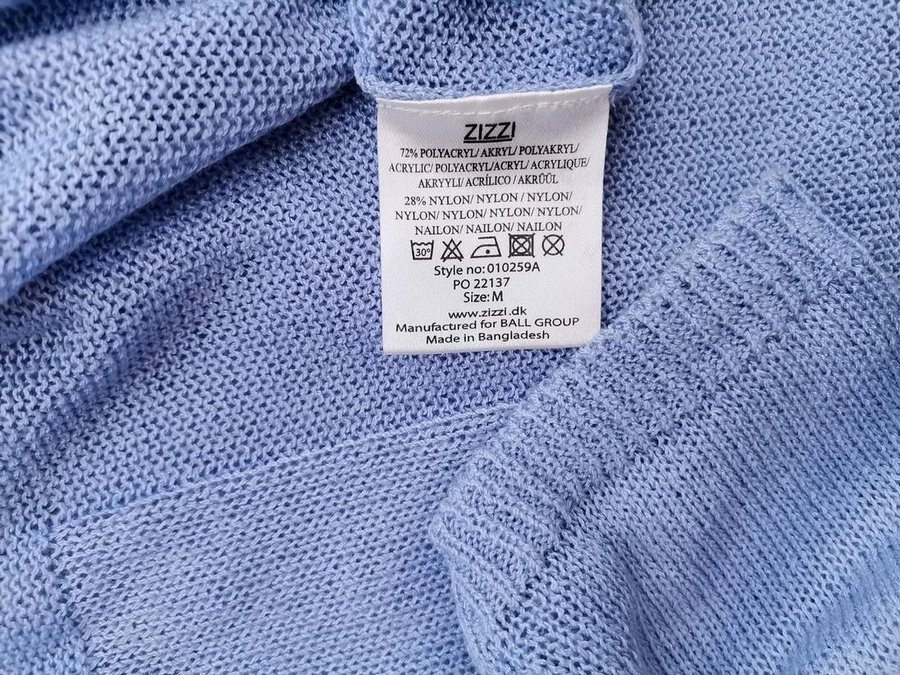 ZIZZI
72% POLYACRYL/ AKRYL/ POLYAKRYL/
ACRYLIC/ POLYACRYL/ACRYL/ ACRYLIQUE/
AKRYYLI/ ACRÍLICO / AKRÜÜL
28% NYLON/ NYLON / NYLON/
NYLON/ NYLON/ NYLON/ NYLON/
NAILON/ NAILON/ NAILON
30°
Style no: 010259A
PO 22137
Size: M
www.zizzi.dk
Manufactured for BALL GROUP
Made in Bangladesh